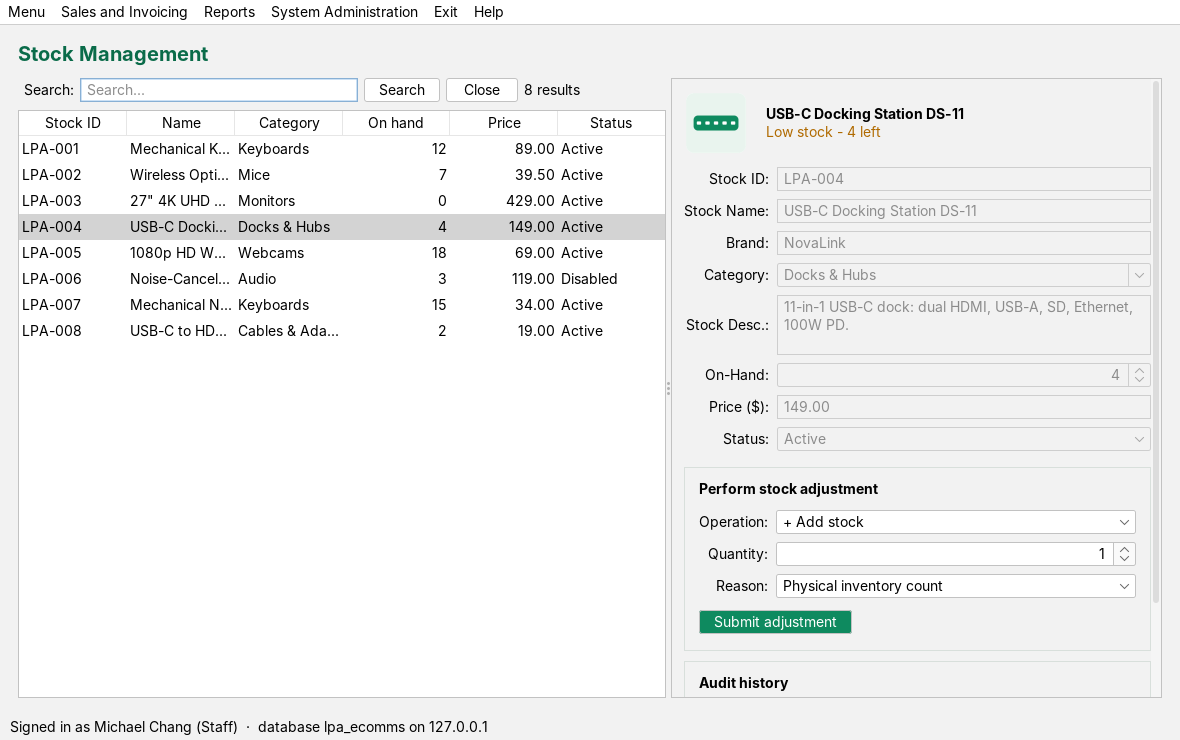 Menu Sales and Invoicing Reports System Administration Exit Help
Stock Management
Search: Search... Search Close 8 results
Stock ID Name Category On hand Price Status
LPA-001 Mechanical K... Keyboards 12 89.00 Active
LPA-002 Wireless Opti... Mice 7 39.50 Active
LPA-003 27" 4K UHD ... Monitors 0 429.00 Active
LPA-004 USB-C Docki... Docks & Hubs 4 149.00 Active
LPA-005 1080p HD W... Webcams 18 69.00 Active
LPA-006 Noise-Cancel... Audio 3 119.00 Disabled
LPA-007 Mechanical N... Keyboards 15 34.00 Active
LPA-008 USB-C to HD... Cables & Ada... 2 19.00 Active
USB-C Docking Station DS-11
Low stock - 4 left
Stock ID: LPA-004
Stock Name: USB-C Docking Station DS-11
Brand: NovaLink
Category: Docks & Hubs
Stock Desc.: 11-in-1 USB-C dock: dual HDMI, USB-A, SD, Ethernet,
100W PD.
On-Hand: 4
Price ($): 149.00
Status: Active
Perform stock adjustment
Operation: + Add stock
Quantity: 1
Reason: Physical inventory count
Submit adjustment
Audit history
Signed in as Michael Chang (Staff) · database lpa_ecomms on 127.0.0.1